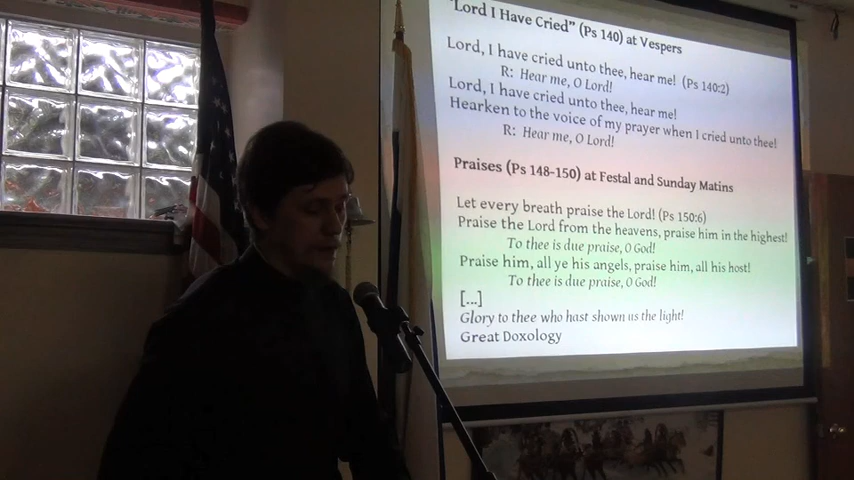 "Lord I Have Cried" (Ps 140) at Vespers
Lord, I have cried unto thee, hear me! (Ps 140:2)
R: Hear me, O Lord!
Lord, I have cried unto thee, hear me!
Hearken to the voice of my prayer when I cried unto thee!
R: Hear me, O Lord!
Praises (Ps 148-150) at Festal and Sunday Matins
Let every breath praise the Lord! (Ps 150:6)
Praise the Lord from the heavens, praise him in the highest!
To thee is due praise, O God!
Praise him, all ye his angels, praise him, all his host!
To thee is due praise, O God!
[...]
Glory to thee who hast shown us the light!
Great Doxology